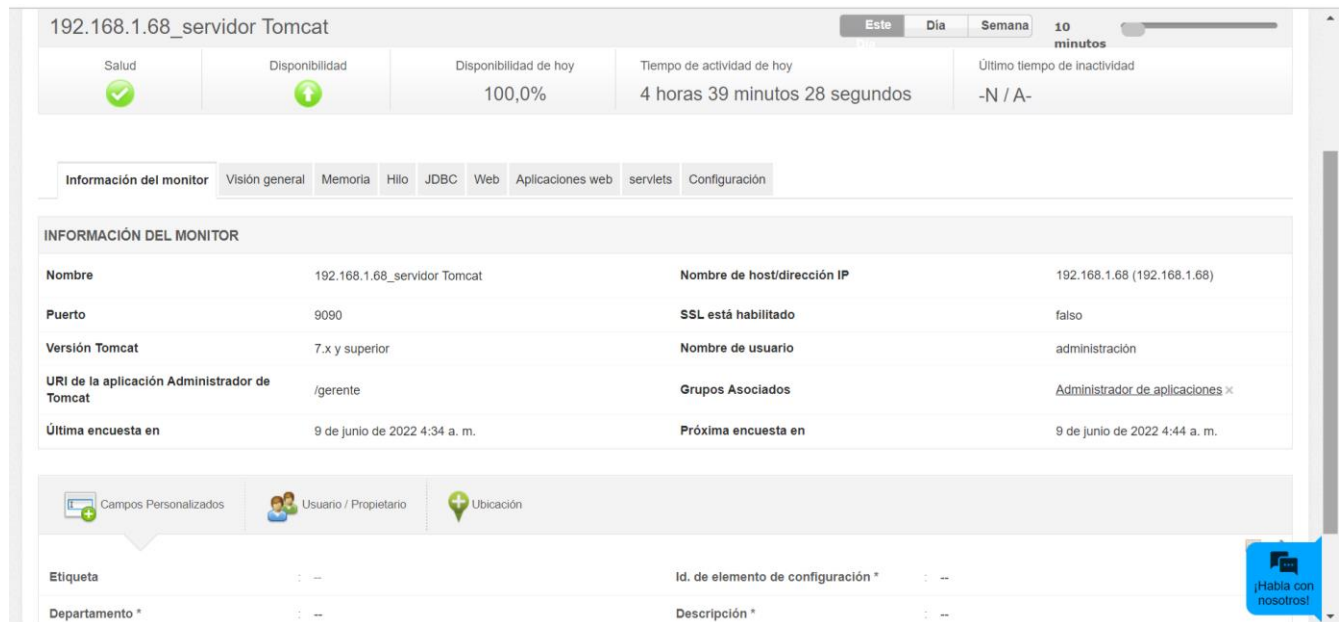 192.168.1.68_servidor Tomcat
Este
Dia
Semana
10
minutos
Salud
Disponibilidad
Disponibilidad de hoy
100,0%
Tiempo de actividad de hoy
4 horas 39 minutos 28 segundos
Último tiempo de inactividad
-N / A-
Información del monitor Visión general Memoria Hilo JDBC Web Aplicaciones web servlets Configuración
INFORMACIÓN DEL MONITOR
Nombre 192.168.1.68_servidor Tomcat Nombre de host/dirección IP 192.168.1.68 (192.168.1.68)
Puerto 9090 SSL está habilitado falso
Versión Tomcat 7.x y superior Nombre de usuario administración
URI de la aplicación Administrador de
Tomcat /gerente Grupos Asociados Administrador de aplicaciones ×
Última encuesta en 9 de junio de 2022 4:34 a. m. Próxima encuesta en 9 de junio de 2022 4:44 a. m.
Campos Personalizados Usuario / Propietario Ubicación
Etiqueta : -- Id. de elemento de configuración * : --
Departamento * : -- Descripción * : --
¡Habla con
nosotros!